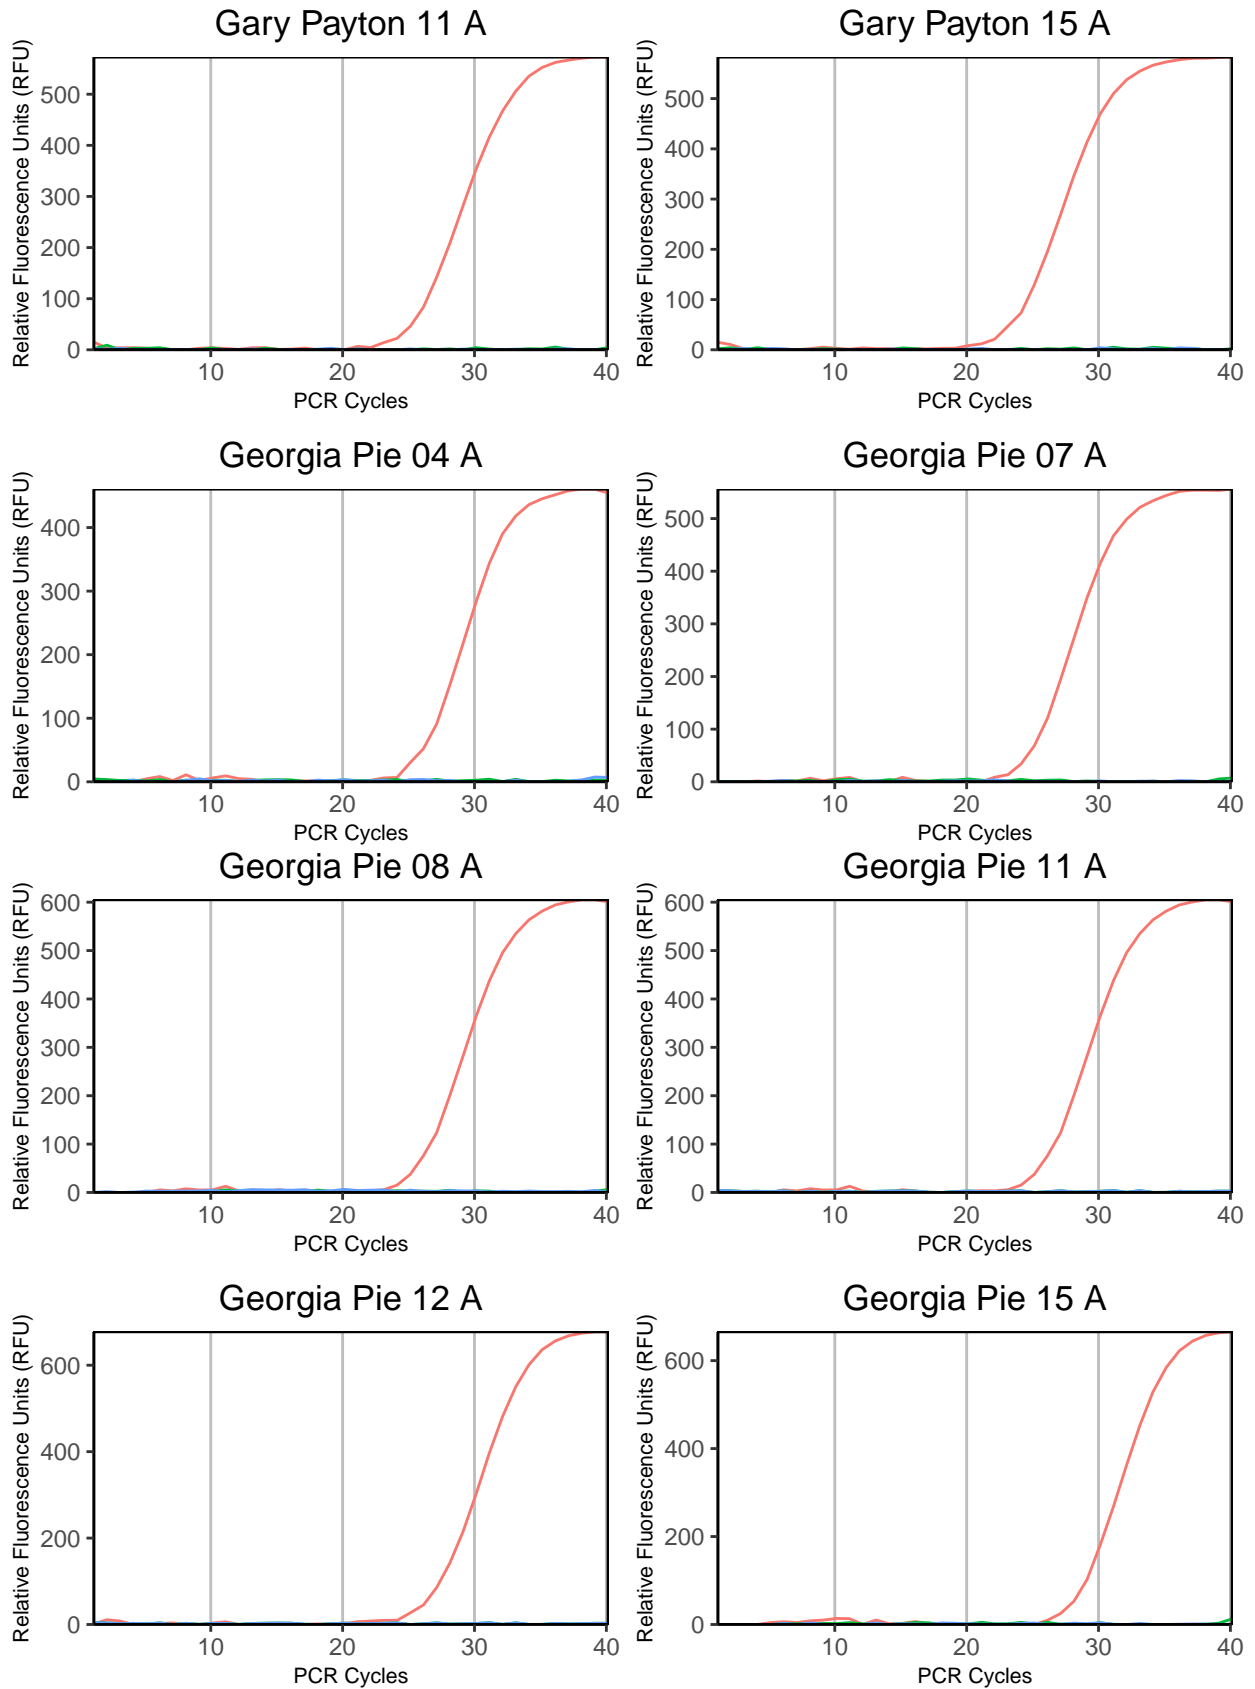 Gary Payton 11 A
Relative Fluorescence Units (RFU)
500
400
300
200
100
0
10 20 30 40
PCR Cycles
Gary Payton 15 A
Relative Fluorescence Units (RFU)
500
400
300
200
100
0
10 20 30 40
PCR Cycles
Georgia Pie 04 A
Relative Fluorescence Units (RFU)
400
300
200
100
0
10 20 30 40
PCR Cycles
Georgia Pie 07 A
Relative Fluorescence Units (RFU)
500
400
300
200
100
0
10 20 30 40
PCR Cycles
Georgia Pie 08 A
Relative Fluorescence Units (RFU)
600
500
400
300
200
100
0
10 20 30 40
PCR Cycles
Georgia Pie 11 A
Relative Fluorescence Units (RFU)
600
500
400
300
200
100
0
10 20 30 40
PCR Cycles
Georgia Pie 12 A
Relative Fluorescence Units (RFU)
600
400
200
0
10 20 30 40
PCR Cycles
Georgia Pie 15 A
Relative Fluorescence Units (RFU)
600
400
200
0
10 20 30 40
PCR Cycles